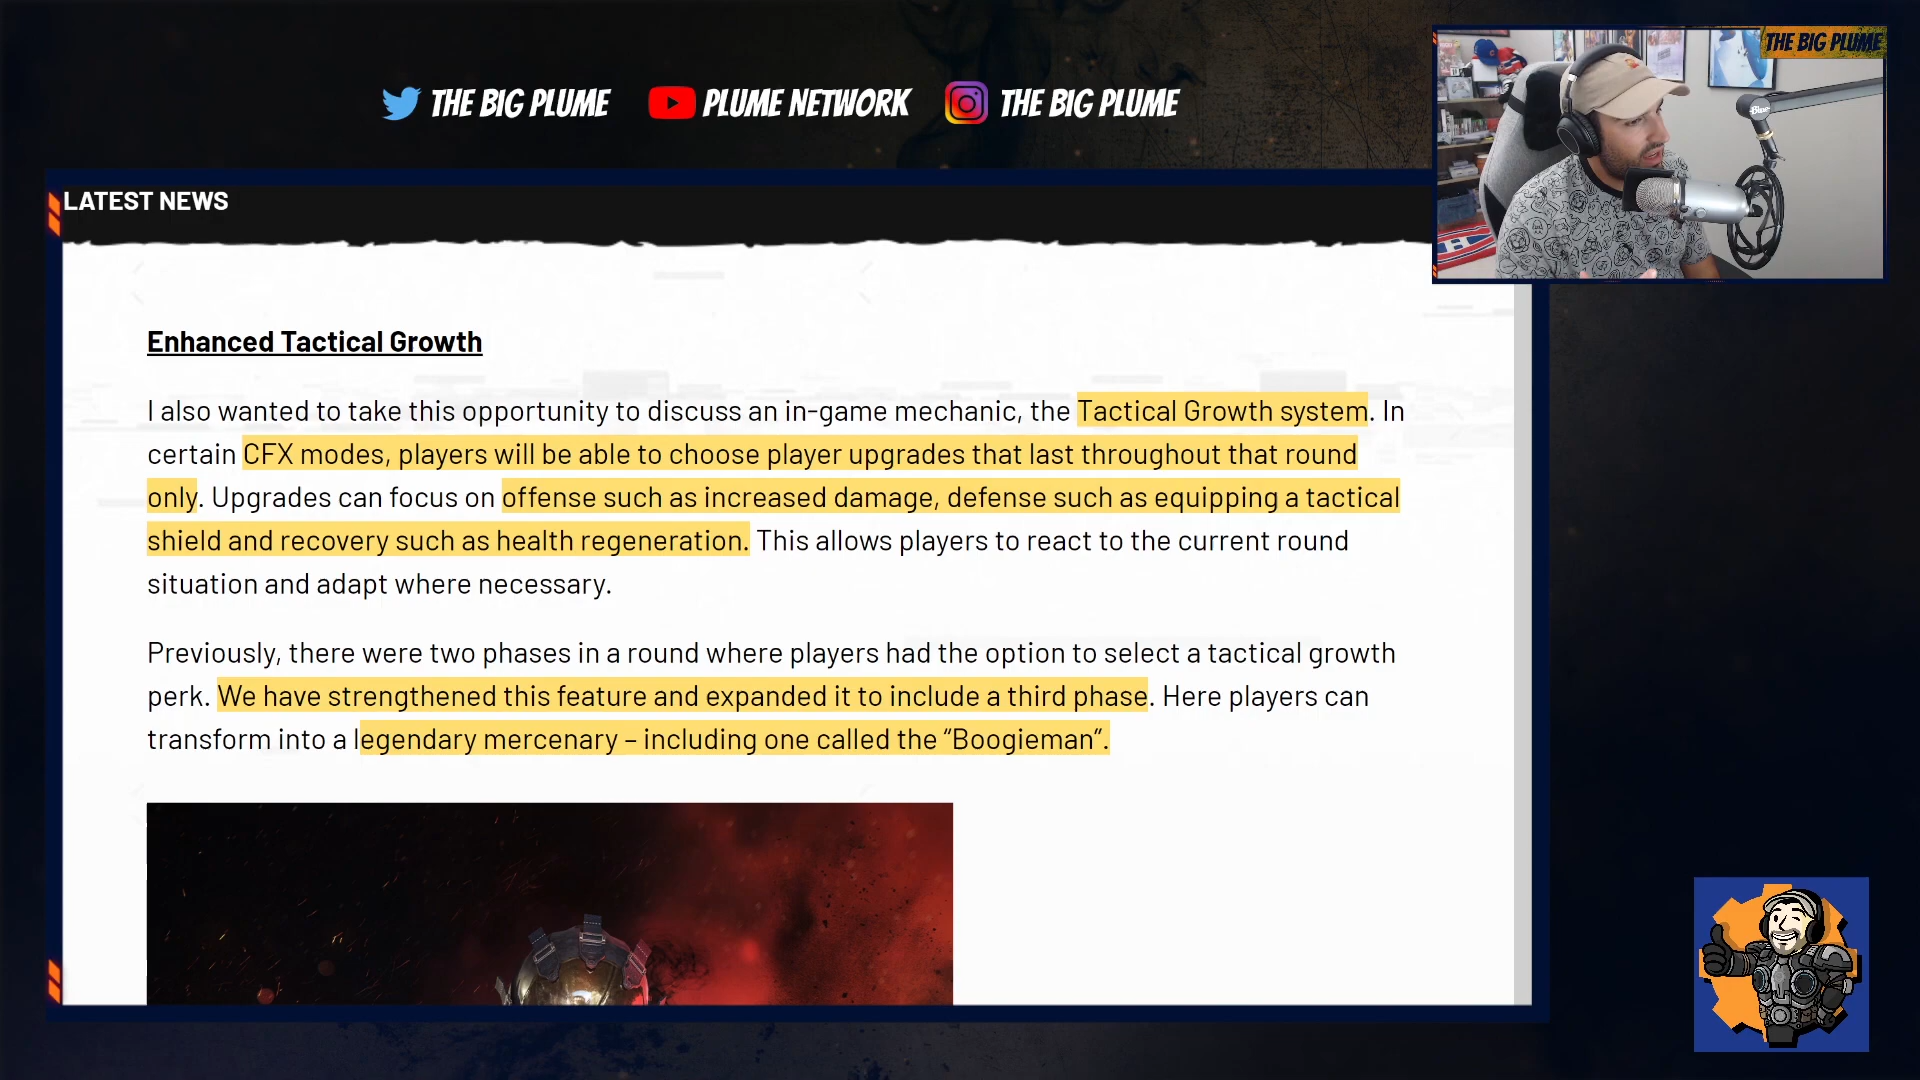 THE BIG PLUME
PLUME NETWORK
THE BIG PLUME
THE BIG PLUME
LATEST NEWS
Enhanced Tactical Growth
I also wanted to take this opportunity to discuss an in-game mechanic, the Tactical Growth system. In
certain CFX modes, players will be able to choose player upgrades that last throughout that round
only. Upgrades can focus on offense such as increased damage, defense such as equipping a tactical
shield and recovery such as health regeneration. This allows players to react to the current round
situation and adapt where necessary.
Previously, there were two phases in a round where players had the option to select a tactical growth
perk. We have strengthened this feature and expanded it to include a third phase. Here players can
transform into a legendary mercenary – including one called the “Boogieman”.